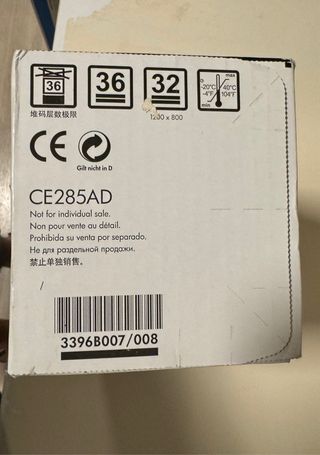 36
36
32
max
-20°C
-4°F
40°C
104°F
min
堆码层数极限
1200 x 800
CE
Gilt nicht in D
CE285AD
Not for individual sale.
Non pour vente au détail.
Prohibida su venta por separado.
Не для раздельной продажи.
禁止单独销售。
3396B007/008